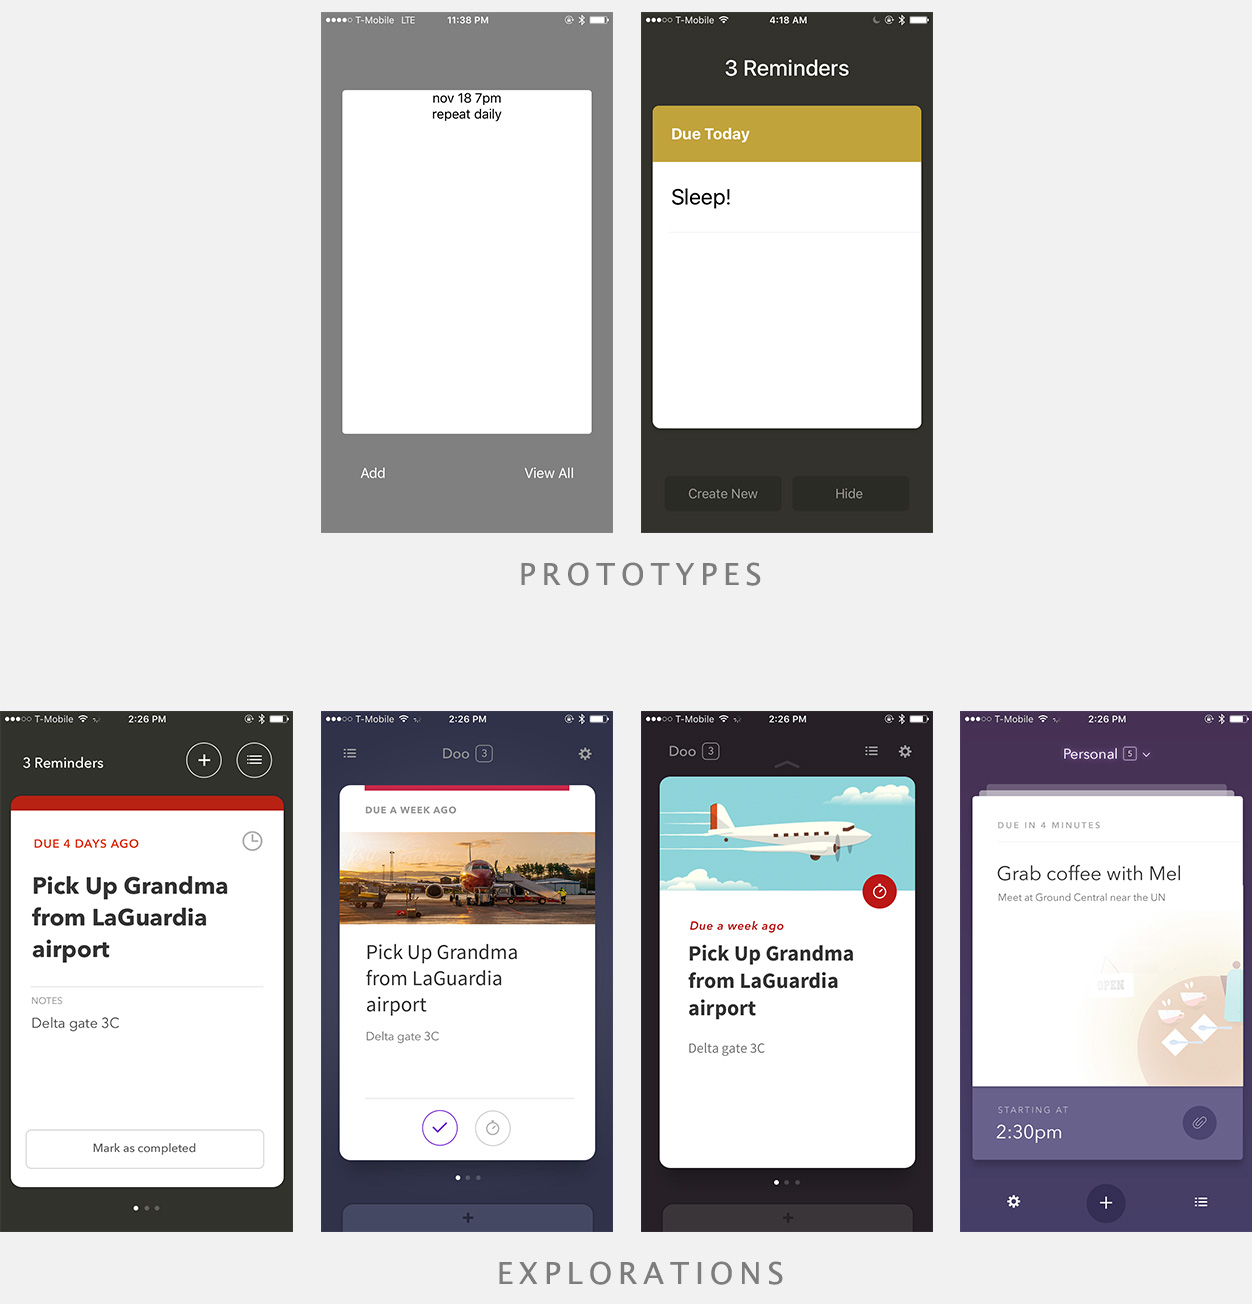 T-Mobile LTE 11:38 PM
nov 18 7pm
repeat daily
Add View All
T-Mobile 4:18 AM
3 Reminders
Due Today
Sleep!
Create New Hide
PROTOTYPES
T-Mobile 2:26 PM
3 Reminders
DUE 4 DAYS AGO
Pick Up Grandma
from LaGuardia
airport
NOTES
Delta gate 3C
Mark as completed
T-Mobile 2:26 PM
Doo 3
DUE A WEEK AGO
Pick Up Grandma
from LaGuardia
airport
Delta gate 3C
T-Mobile 2:26 PM
Doo 3
Due a week ago
Pick Up Grandma
from LaGuardia
airport
Delta gate 3C
T-Mobile 2:26 PM
Personal 5
DUE IN 4 MINUTES
Grab coffee with Mel
Meet at Ground Central near the UN
OPEN
STARTING AT
2:30pm
EXPLORATIONS